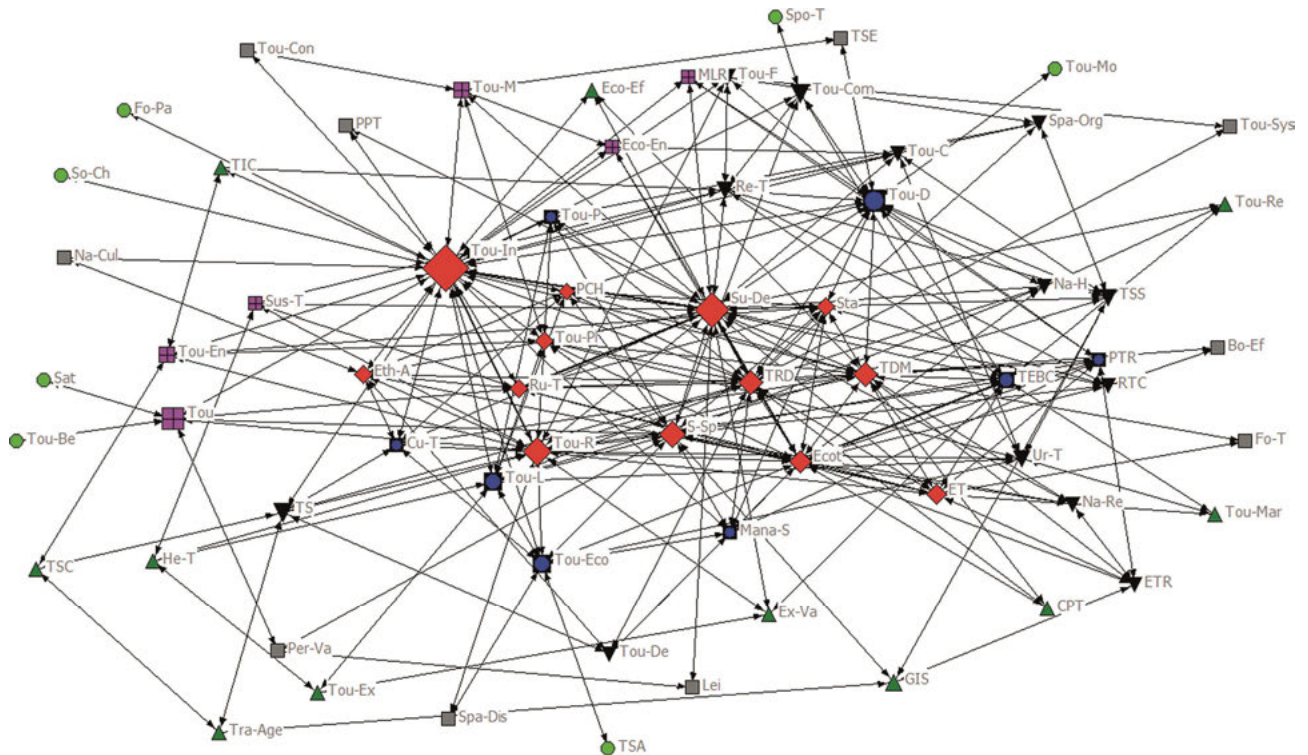 Spo-T
TSE
Tou-Con
Tou-Mo
MLR
Tou-F
Tou-M
Eco-Ef
Tou-Com
Fo-Pa
Spa-Org
PPT
Tou-Sys
Eco-En
Tou-C
TIC
So-Ch
Re-T
Tou-D
Tou-Re
Tou-P
Tou-In
Na-Cul
PCH
Su-De
Na-H
TSS
Sus-T
Sta
Tou-Pl
Bo-Ef
Tou-En
PTR
Eth-A
TRD
TDM
TEBC
RTC
Sat
Ru-T
Tou
S-Sp
Tou-Be
Cu-T
Tou-R
Fo-T
Ecot
Ur-T
Tou-L
ET
Na-Re
TS
Tou-Mar
Mana-S
TSC
He-T
Tou-Eco
ETR
Ex-Va
CPT
Per-Va
Tou-De
Tou-Ex
Lei
GIS
Spa-Dis
Tra-Age
TSA